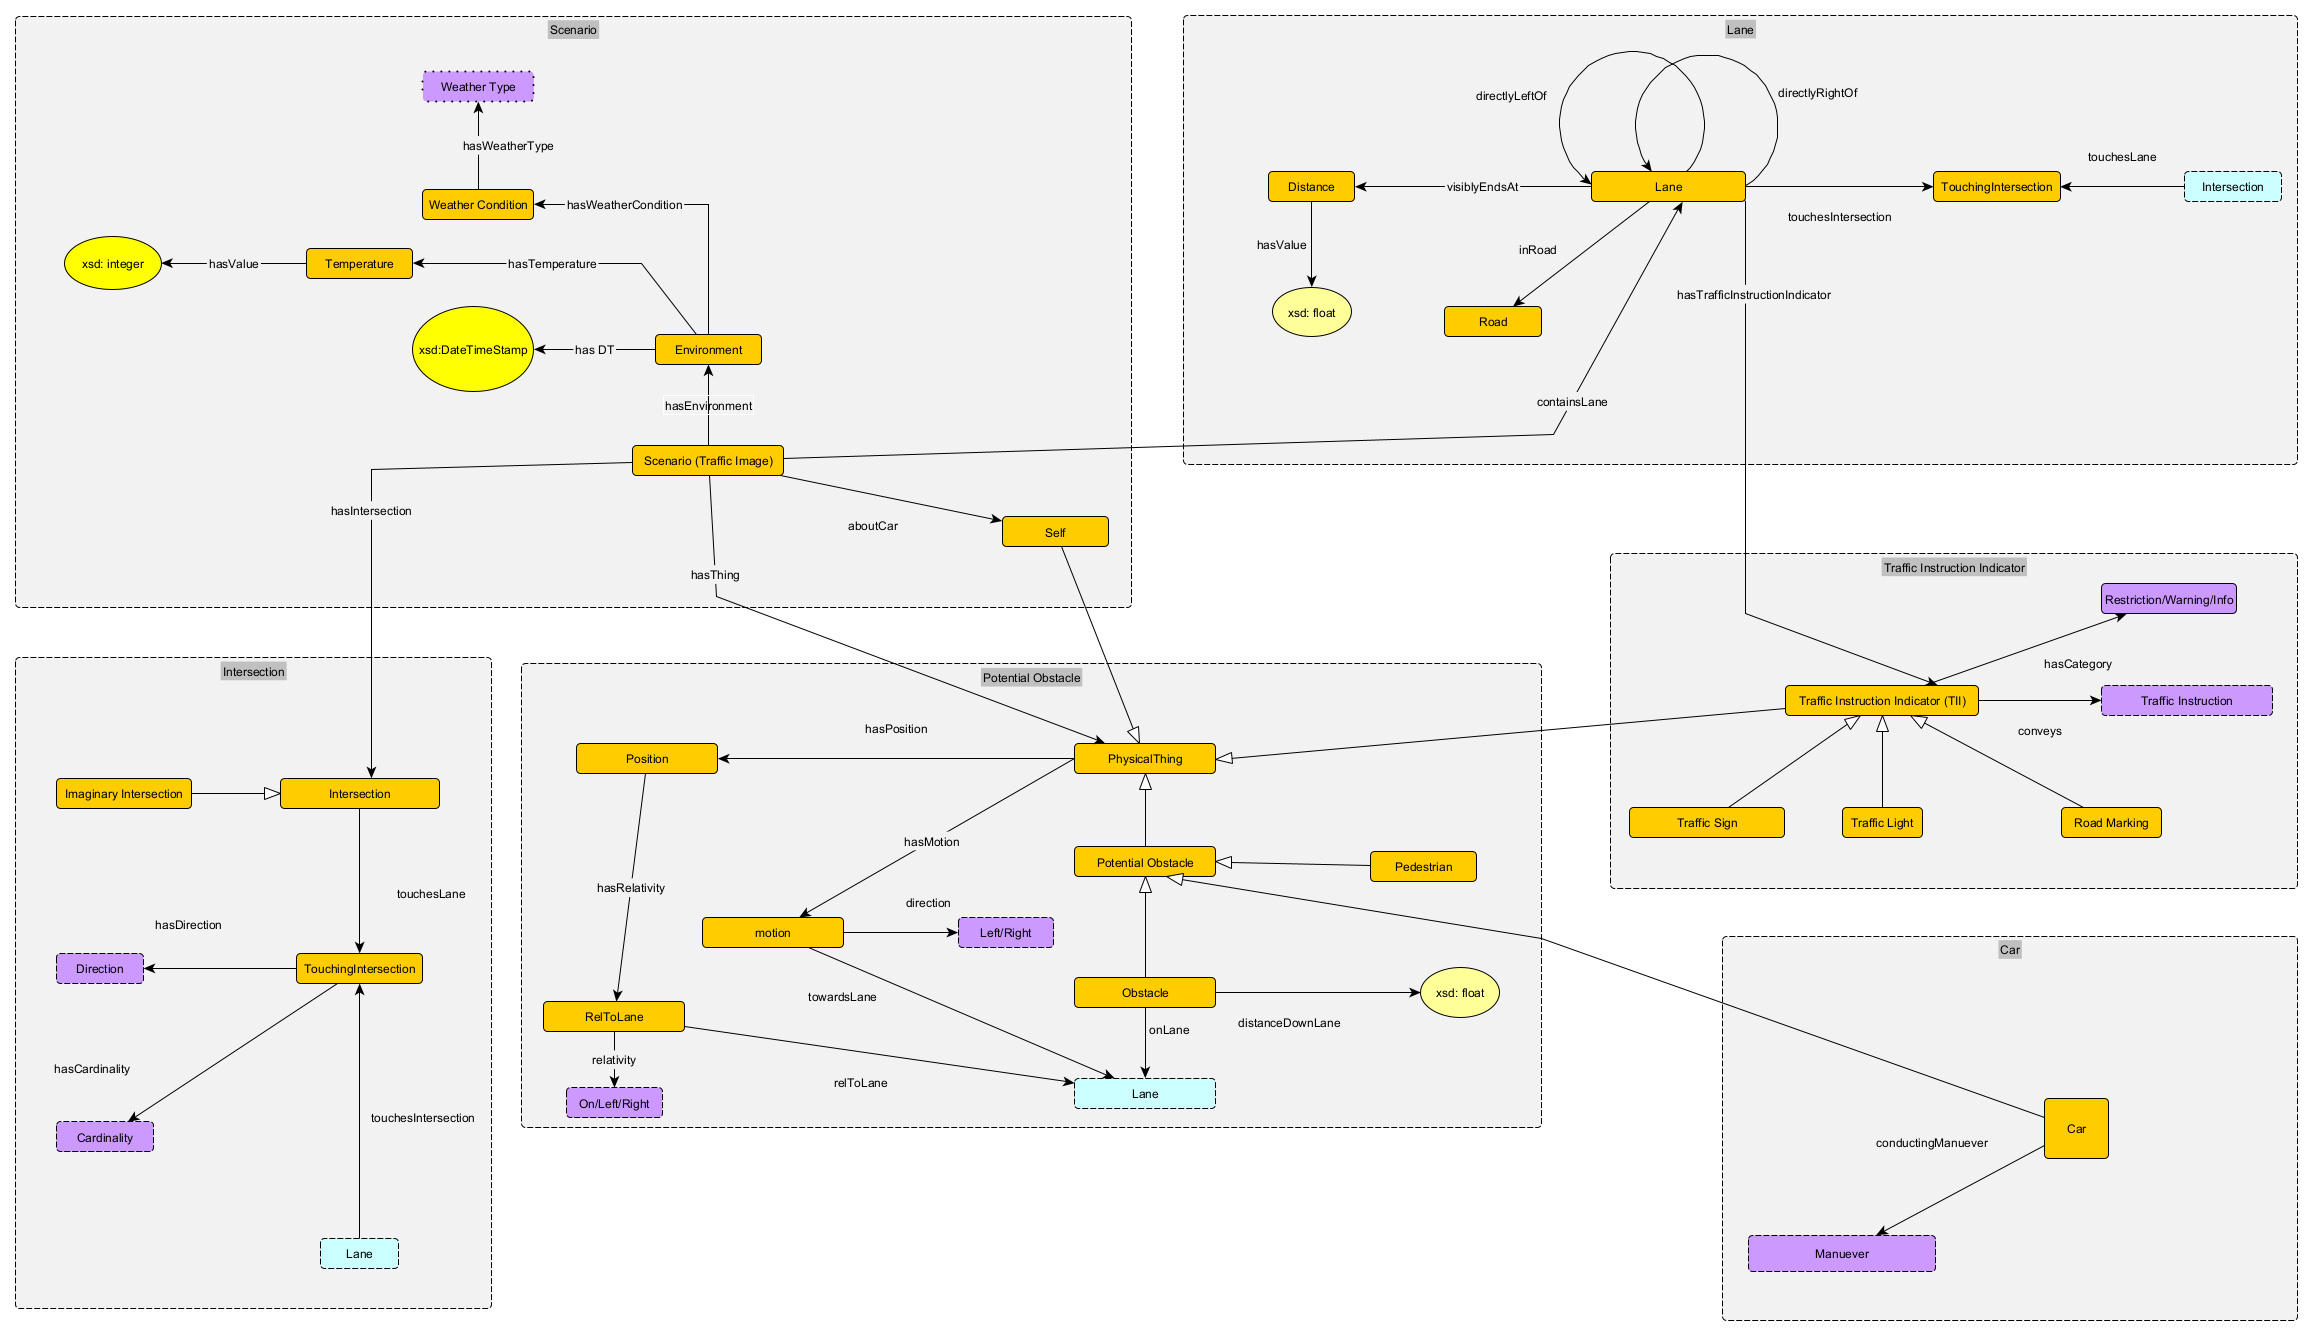 Scenario
Weather Type
hasWeatherType
Weather Condition
hasWeatherCondition
xsd: integer
hasValue
Temperature
hasTemperature
xsd:DateTimeStamp
has DT
Environment
hasEnvironment
Scenario (Traffic Image)
hasIntersection
aboutCar
Self
hasThing
Lane
directlyLeftOf
directlyRightOf
Distance
visiblyEndsAt
Lane
TouchingIntersection
touchesLane
Intersection
touchesIntersection
hasValue
inRoad
hasTrafficInstructionIndicator
xsd: float
Road
containsLane
Traffic Instruction Indicator
Restriction/Warning/Info
hasCategory
Traffic Instruction Indicator (TII)
Traffic Instruction
conveys
Traffic Sign
Traffic Light
Road Marking
Intersection
Imaginary Intersection
Intersection
touchesLane
hasDirection
Direction
TouchingIntersection
hasCardinality
touchesIntersection
Cardinality
Lane
Potential Obstacle
hasPosition
Position
PhysicalThing
hasMotion
Potential Obstacle
Pedestrian
hasRelativity
direction
motion
Left/Right
towardsLane
Obstacle
xsd: float
distanceDownLane
RelToLane
onLane
relativity
relToLane
On/Left/Right
Lane
Car
Car
conductingManuever
Manuever